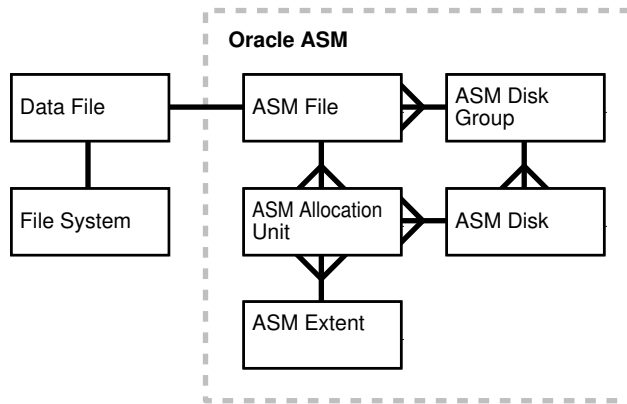 Oracle ASM
Data File
ASM File
ASM Disk
Group
File System
ASM Allocation
Unit
ASM Disk
ASM Extent